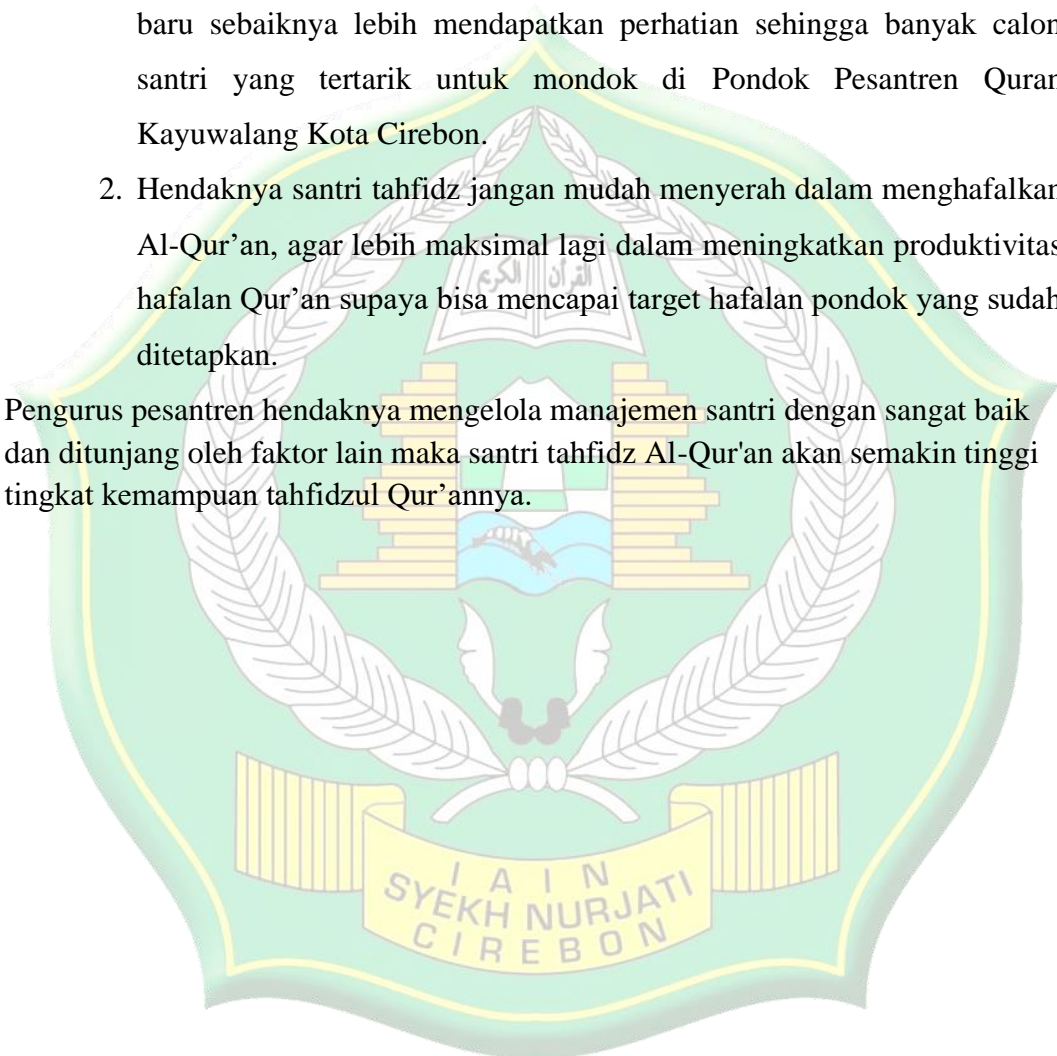 baru sebaiknya lebih mendapatkan perhatian sehingga banyak calon
santri yang tertarik untuk mondok di Pondok Pesantren Quran
Kayuwalang Kota Cirebon.
2. Hendaknya santri tahfidz jangan mudah menyerah dalam menghafalkan
Al-Qur’an, agar lebih maksimal lagi dalam meningkatkan produktivitas
hafalan Qur’an supaya bisa mencapai target hafalan pondok yang sudah
ditetapkan.
Pengurus pesantren hendaknya mengelola manajemen santri dengan sangat baik
dan ditunjang oleh faktor lain maka santri tahfidz Al-Qur'an akan semakin tinggi
tingkat kemampuan tahfidzul Qur’annya.
القرآن الكريم
IAIN
SYEKH NURJATI
CIREBON